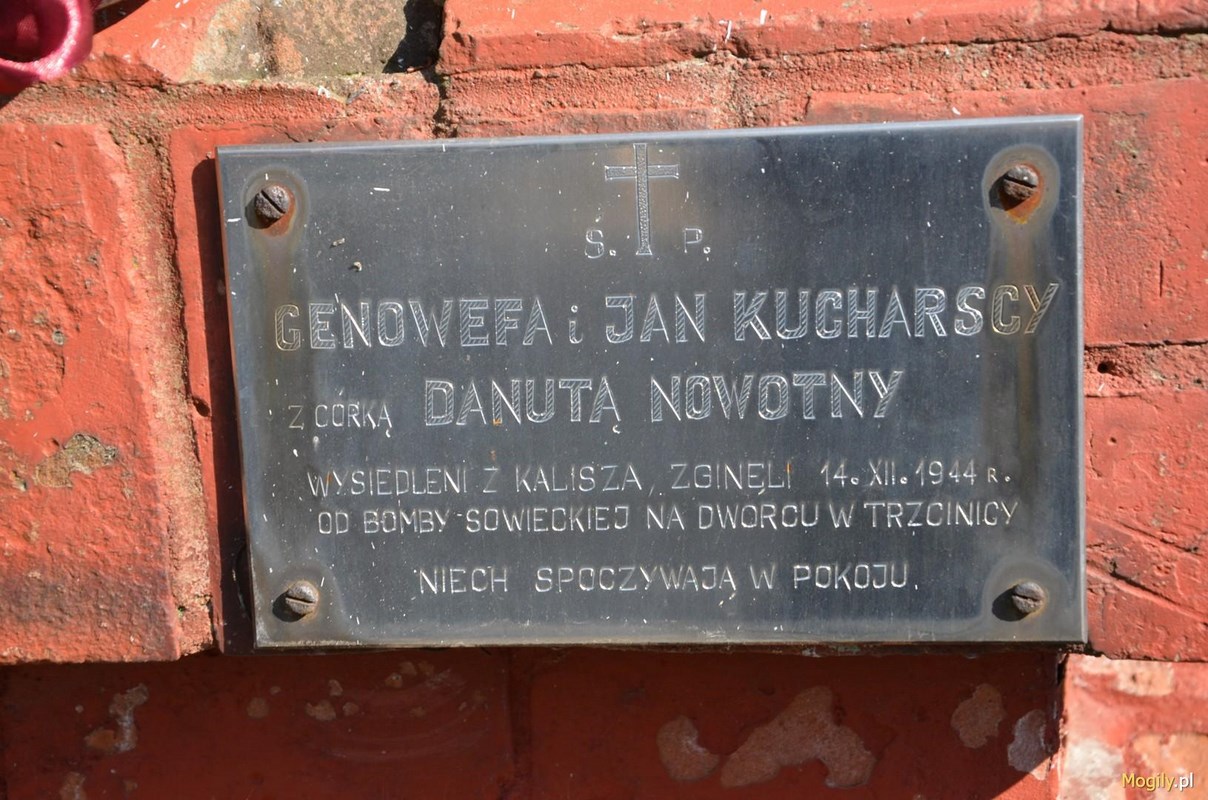 S. P.
GENOWEFA i JAN KUCHARSCY
Z CÓRKĄ DANUTĄ NOWOTNY
WYSIEDLENI Z KALISZA, ZGINĘLI 14. XII. 1944 R.
OD BOMBY SOWIECKIEJ NA DWORCU W TRZCINICY
NIECH SPOCZYWAJĄ W POKOJU.
Mogily.pl